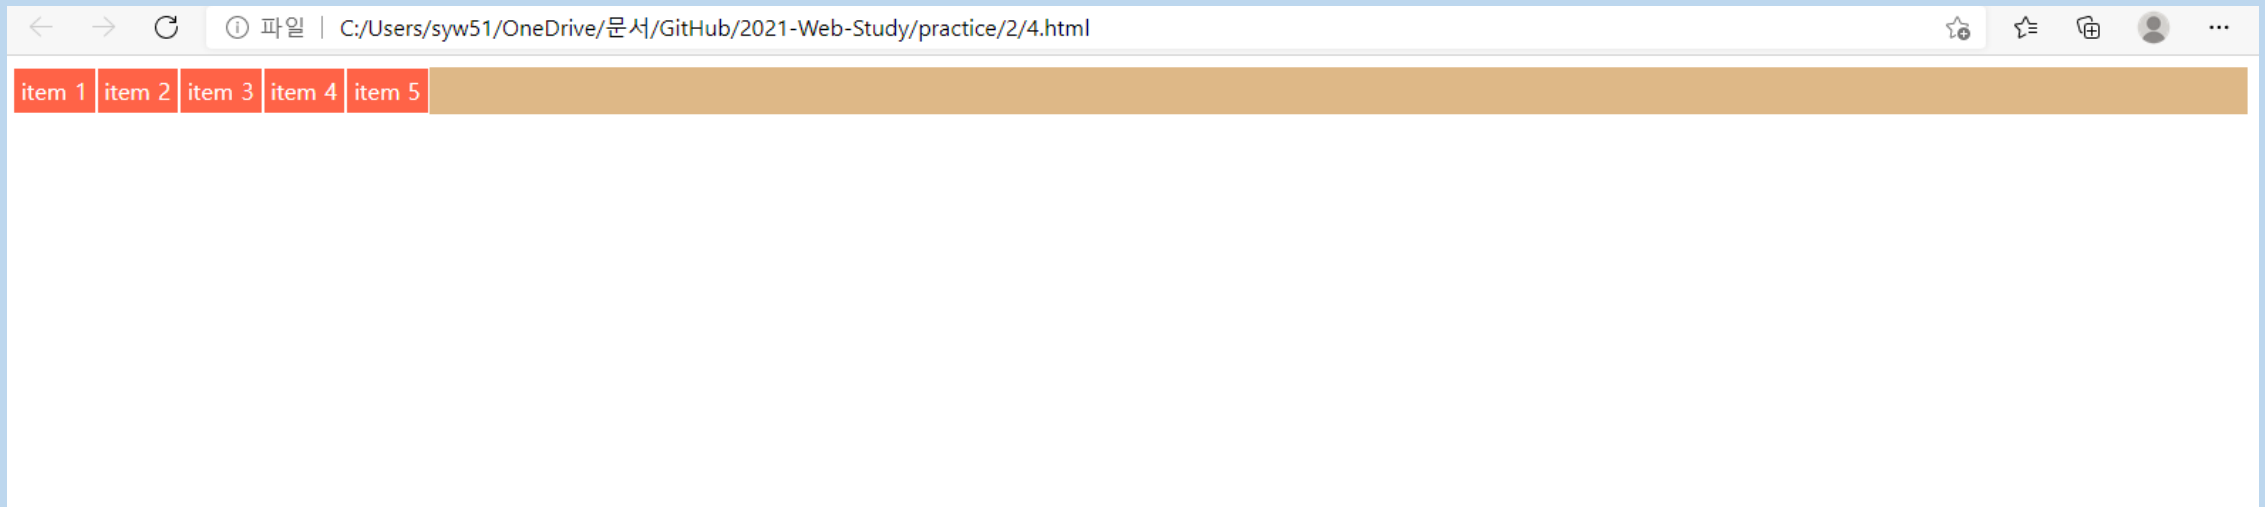 파일 C:/Users/syw51/OneDrive/문서/GitHub/2021-Web-Study/practice/2/4.html
item 1 item 2 item 3 item 4 item 5